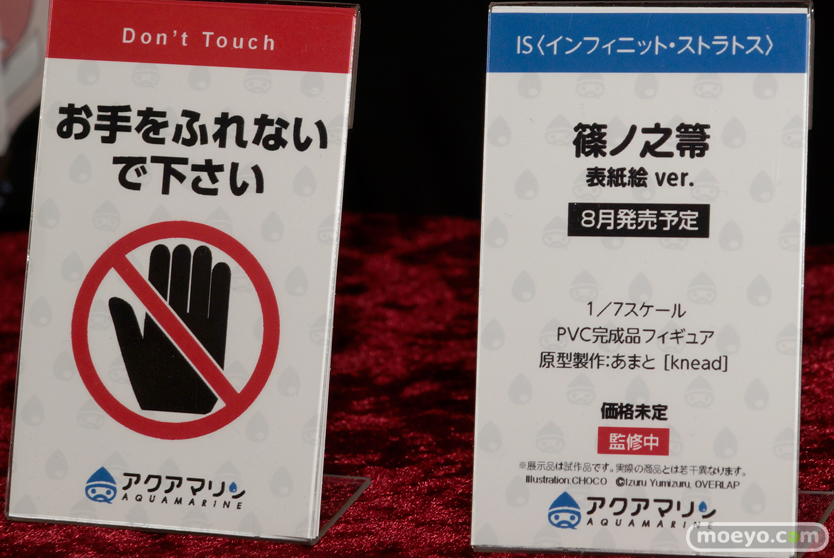 Don't Touch
お手をふれない
で下さい
アクアマリン
AQUAMARINE
IS〈インフィニット・ストラトス〉
篠ノ之箒
表紙絵 ver.
8月発売予定
1／7スケール
PVC完成品フィギュア
原型製作:あまと [knead]
価格未定
監修中
※展示品は試作品です。実際の商品とは若干異なります。
Illustration:CHOCO ©Izuru Yumizuru, OVERLAP
アクアマリン
AQUAMARINE
moeyo.com